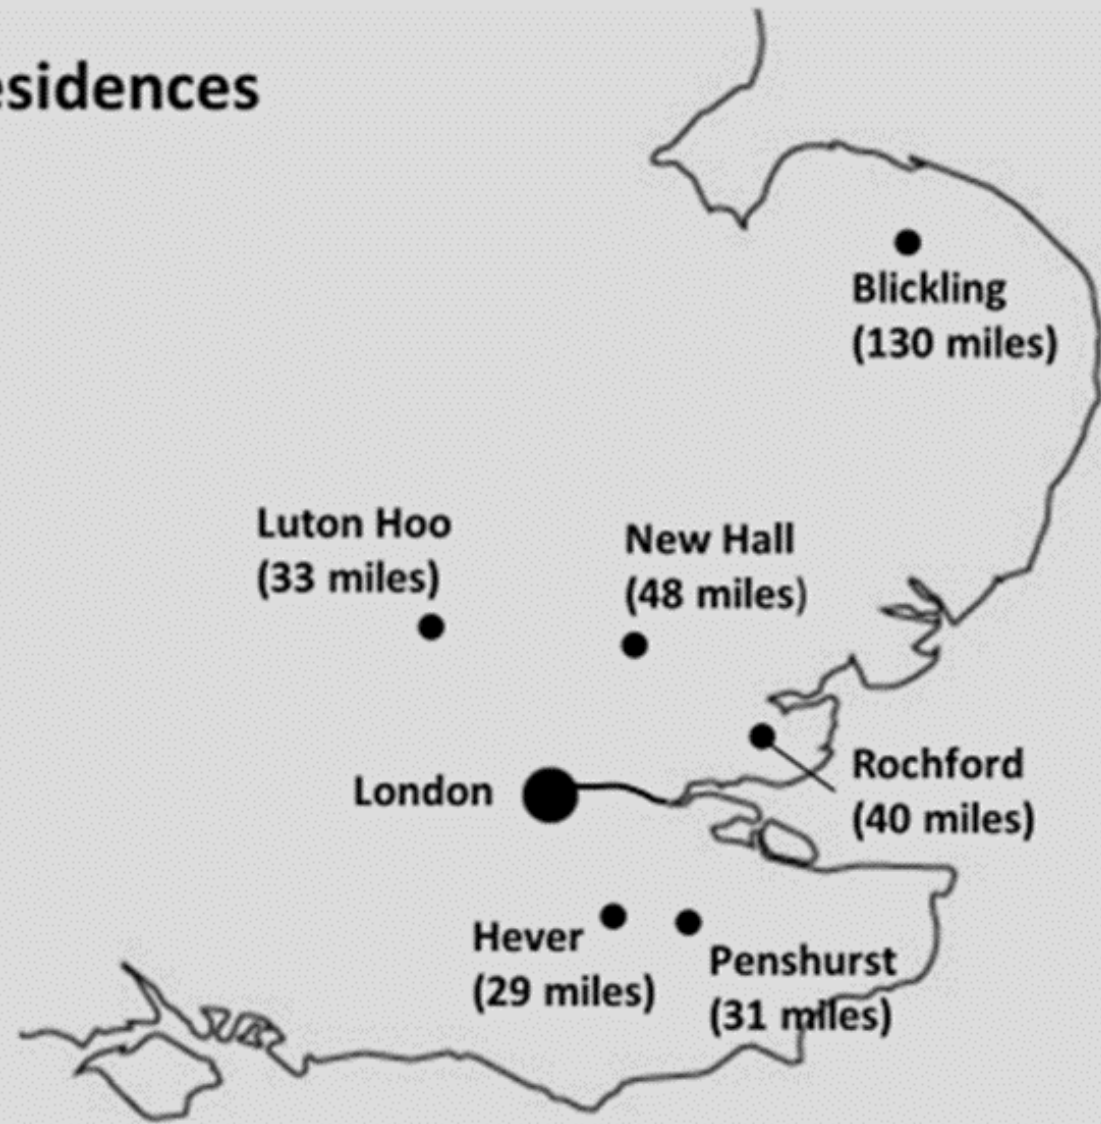 esidences
Blickling
(130 miles)
Luton Hoo
(33 miles)
New Hall
(48 miles)
London
Rochford
(40 miles)
Hever
(29 miles)
Penshurst
(31 miles)